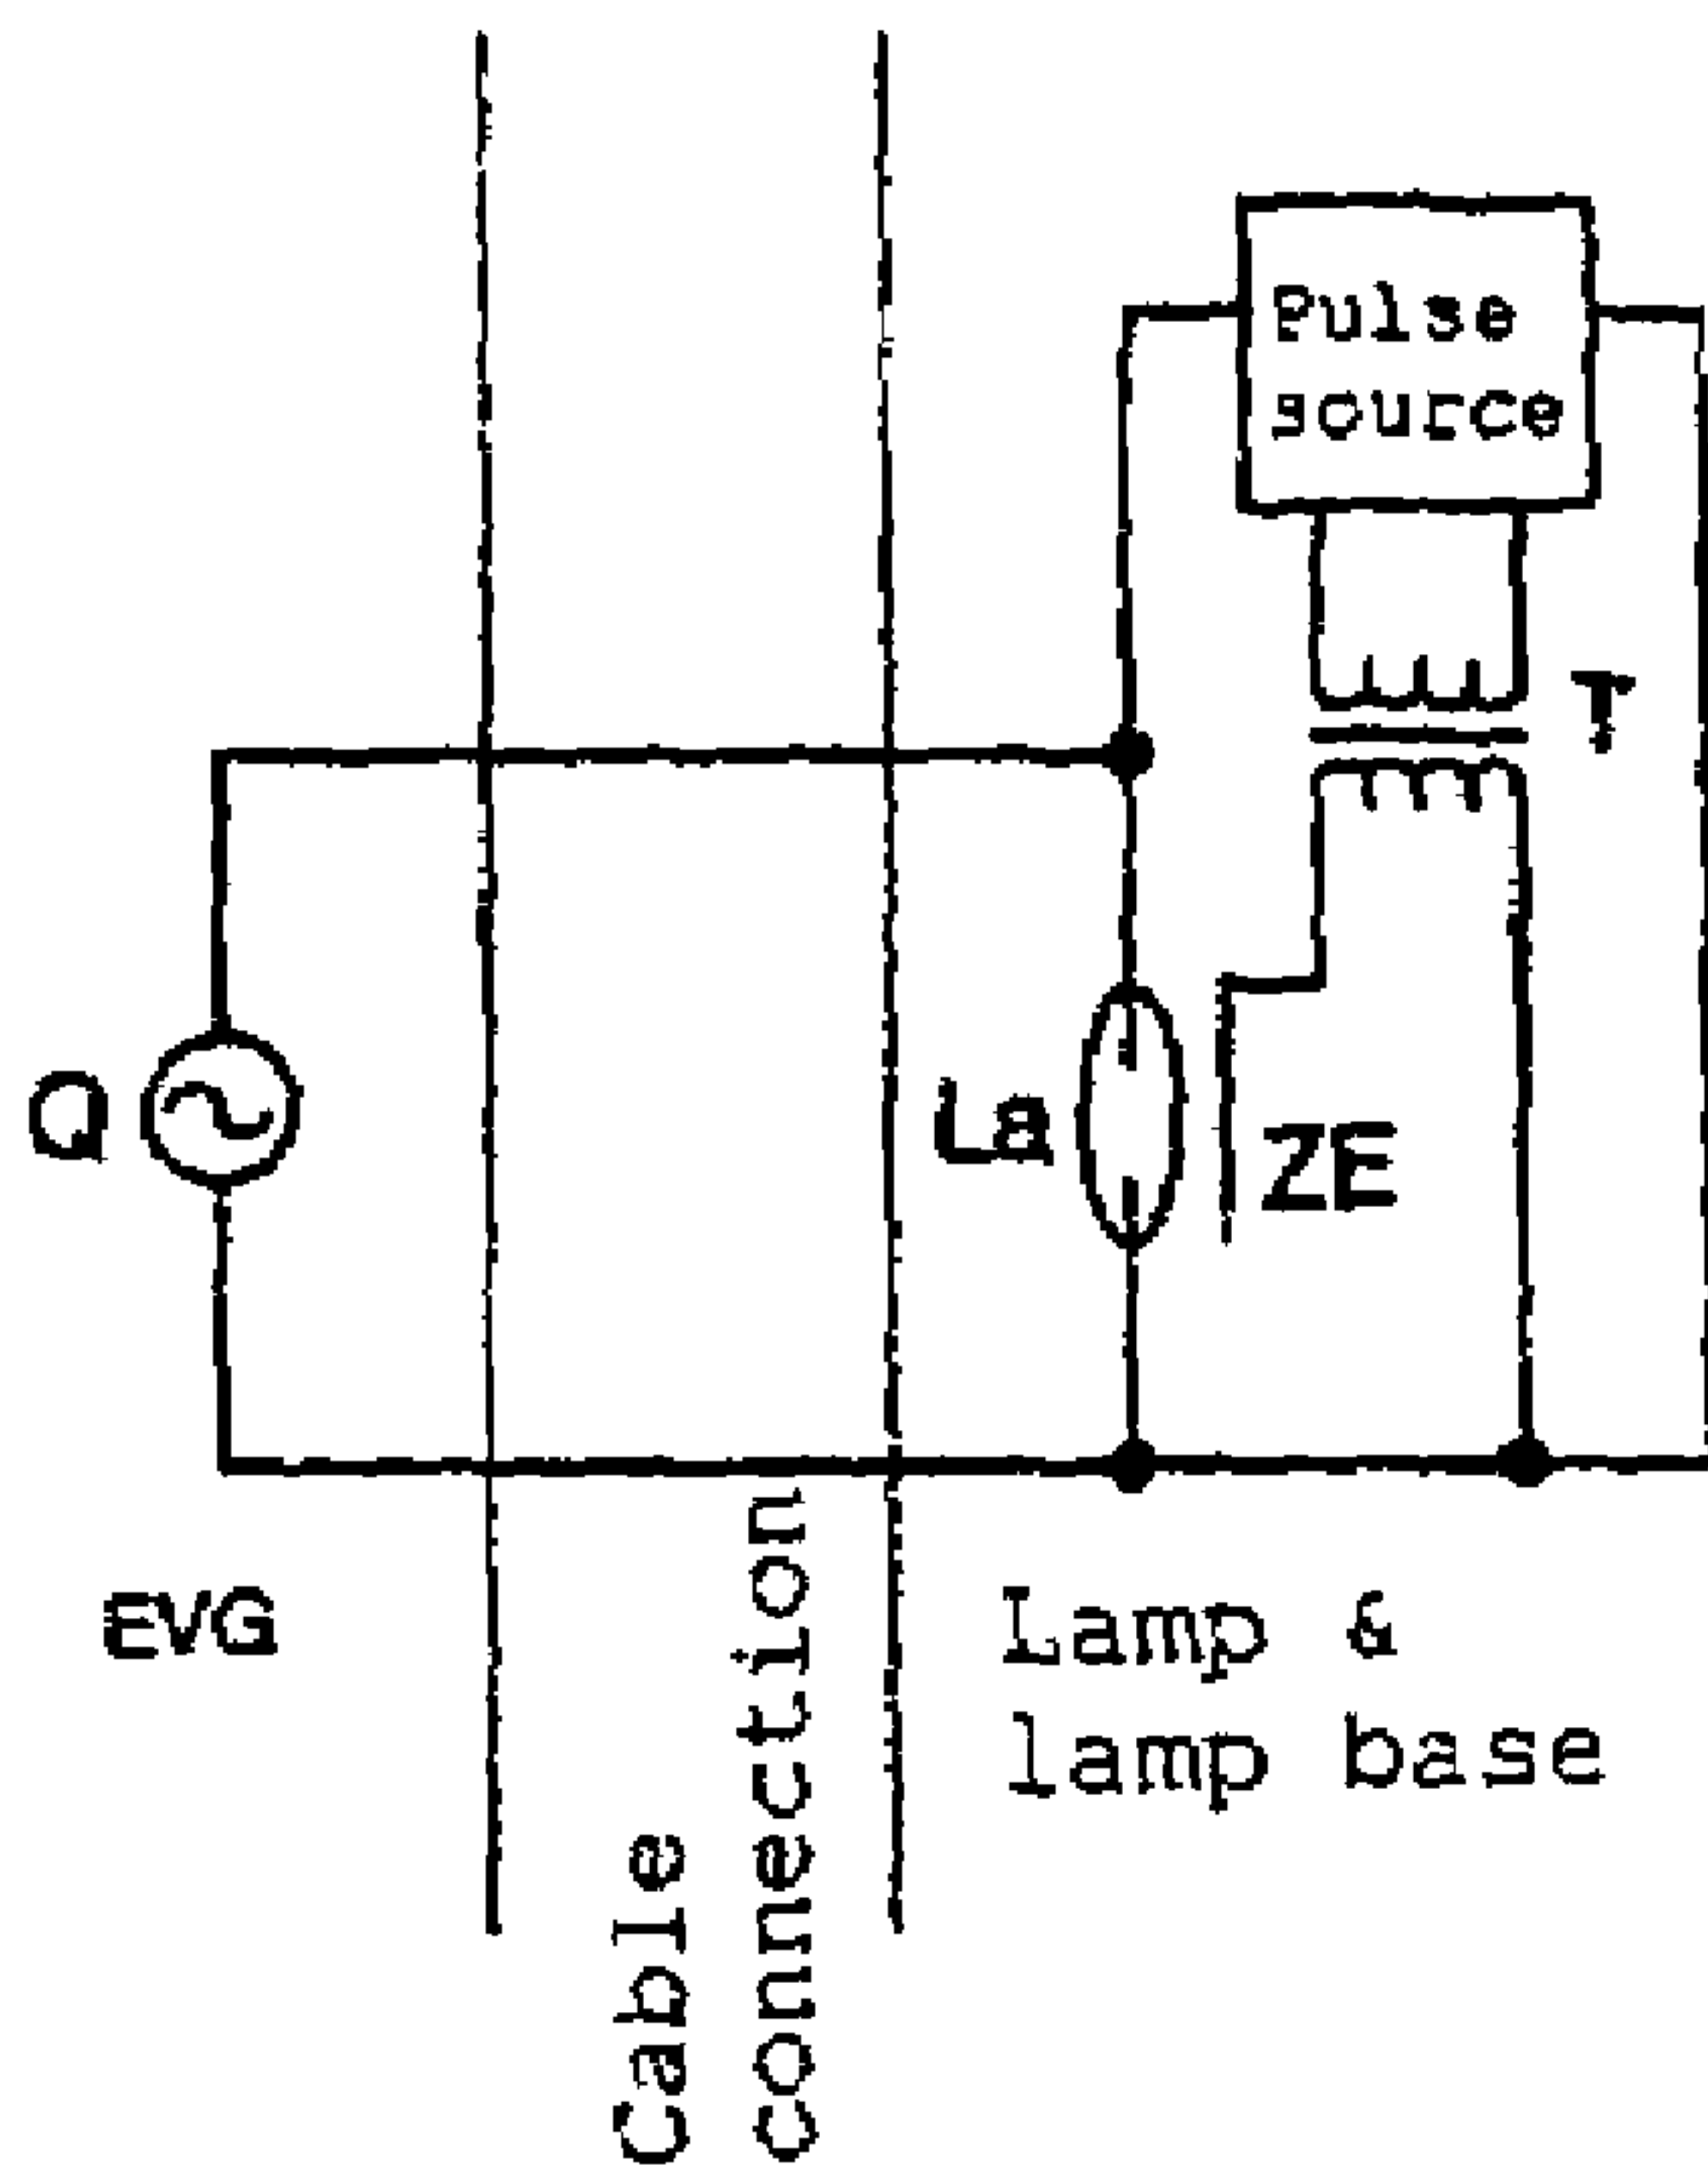 Pulse
source
T
Q
La
ZE
EVG
Cable
connection
Lamp &
lamp base